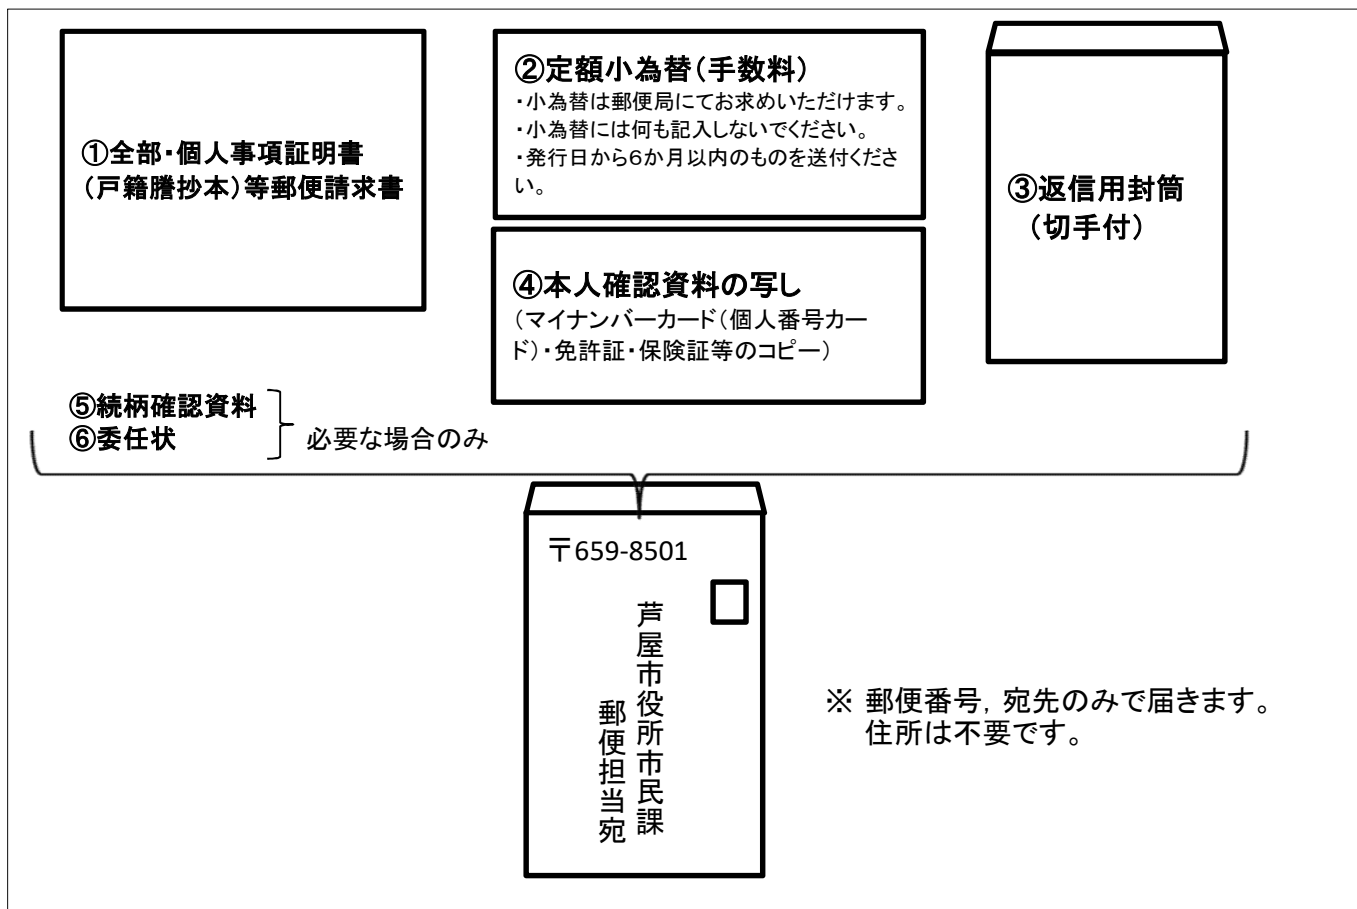 ①全部・個人事項証明書
（戸籍謄抄本）等郵便請求書
②定額小為替（手数料）
・小為替は郵便局にてお求めいただけます。
・小為替には何も記入しないでください。
・発行日から６か月以内のものを送付くださ
い。
③返信用封筒
（切手付）
④本人確認資料の写し
（マイナンバーカード（個人番号カー
ド）・免許証・保険証等のコピー）
⑤続柄確認資料
⑥委任状
必要な場合のみ
〒659-8501
芦屋市役所市民課
郵便担当宛
※ 郵便番号，宛先のみで届きます。
住所は不要です。